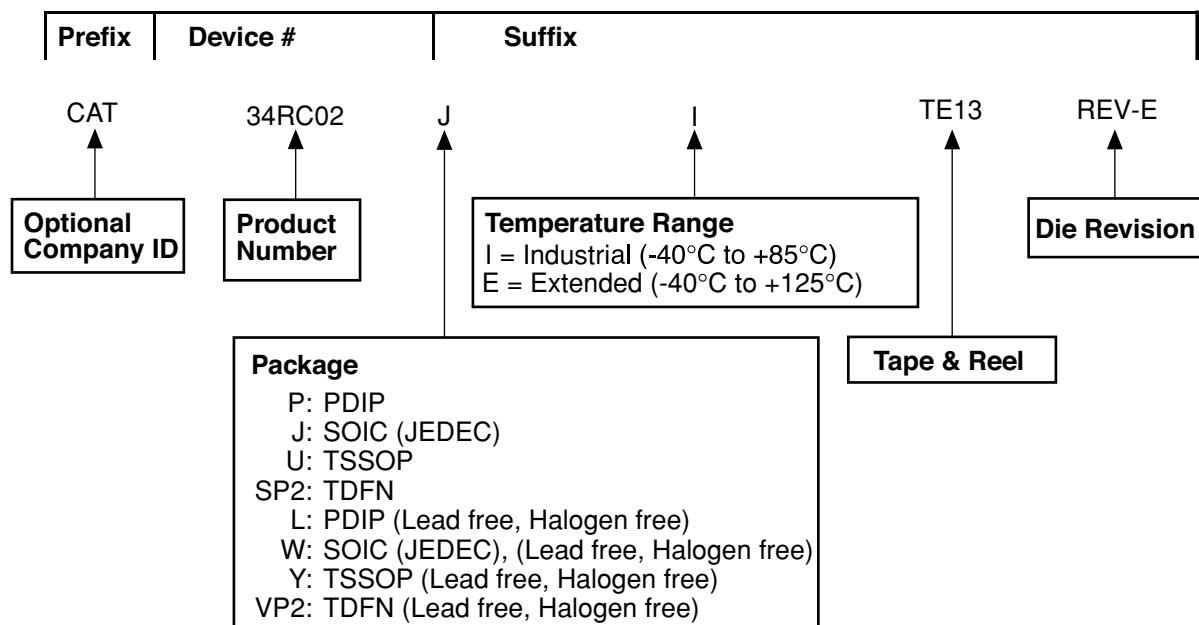 Prefix Device # Suffix
CAT 34RC02 J I TE13 REV-E
Optional
Company ID
Product
Number
Temperature Range
I = Industrial (-40°C to +85°C)
E = Extended (-40°C to +125°C)
Die Revision
Package
P: PDIP
J: SOIC (JEDEC)
U: TSSOP
SP2: TDFN
L: PDIP (Lead free, Halogen free)
W: SOIC (JEDEC), (Lead free, Halogen free)
Y: TSSOP (Lead free, Halogen free)
VP2: TDFN (Lead free, Halogen free)
Tape & Reel